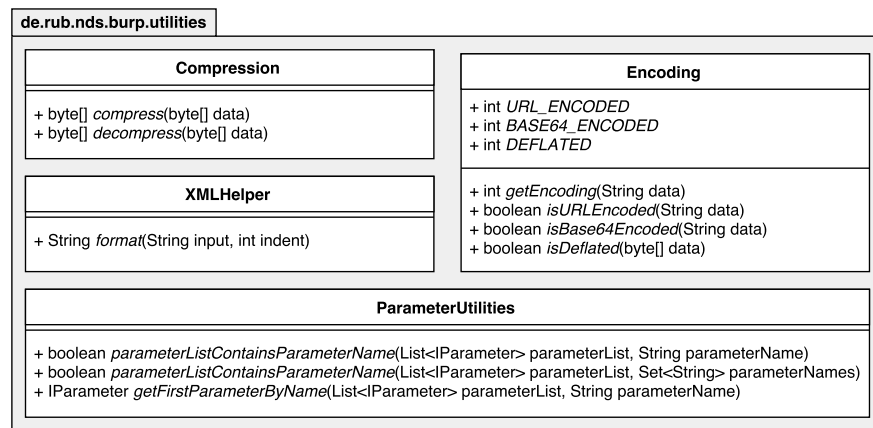 de.rub.nds.burp.utilities
Compression
+ byte[] compress(byte[] data)
+ byte[] decompress(byte[] data)
Encoding
+ int URL_ENCODED
+ int BASE64_ENCODED
+ int DEFLATED
+ int getEncoding(String data)
+ boolean isURLEncoded(String data)
+ boolean isBase64Encoded(String data)
+ boolean isDeflated(byte[] data)
XMLHelper
+ String format(String input, int indent)
ParameterUtilities
+ boolean parameterListContainsParameterName(List<IParameter> parameterList, String parameterName)
+ boolean parameterListContainsParameterName(List<IParameter> parameterList, Set<String> parameterNames)
+ IParameter getFirstParameterByName(List<IParameter> parameterList, String parameterName)